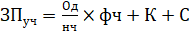 ЗПуч = Од/нч × фч + К + С